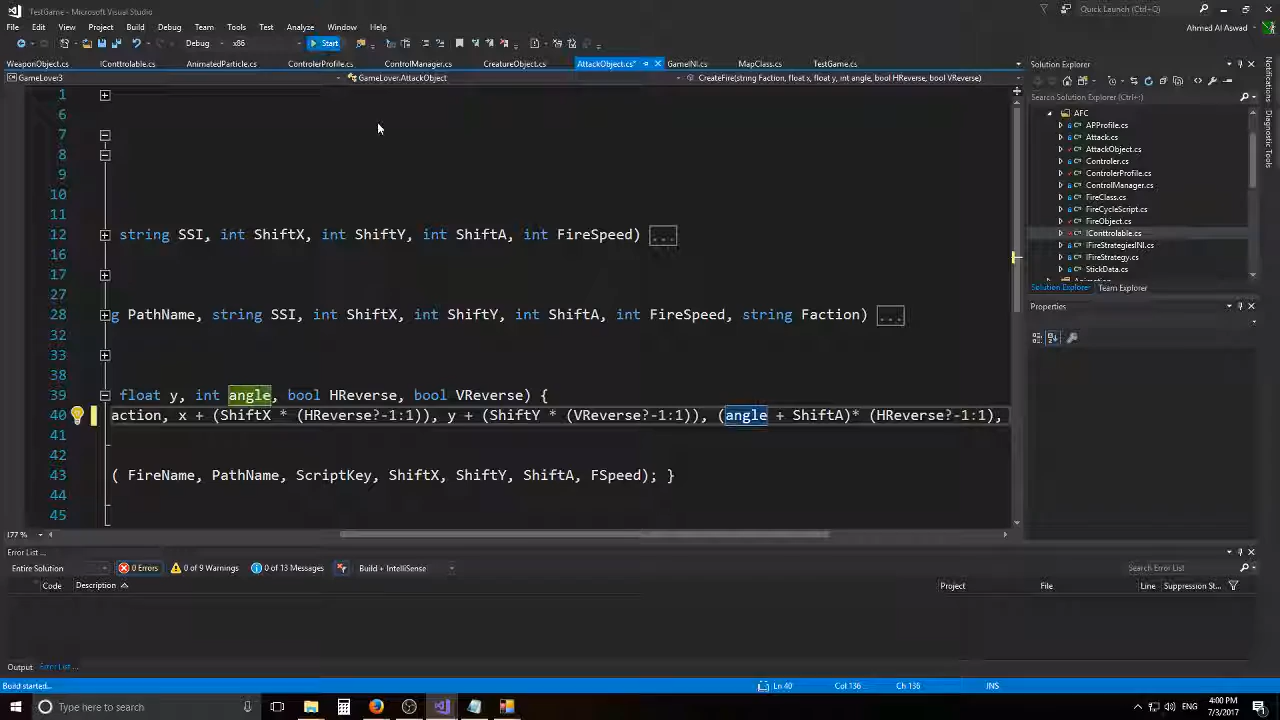 TestGame - Microsoft Visual Studio
Quick Launch (Ctrl+Q)
File Edit View Project Build Debug Team Tools Test Analyze Window Help
Ahmed Al Aswad
Debug x86 Start
WeaponObject.cs IConttrolable.cs AnimatedParticle.cs ControlerProfile.cs ControlManager.cs CreatureObject.cs AttackObject.cs* GameINI.cs MapClass.cs TestGame.cs
GameLover3 GameLover.AttackObject CreateFire(string Faction, float x, float y, int angle, bool HReverse, bool VReverse)
1
6
7
8
9
10
11
12 string SSI, int ShiftX, int ShiftY, int ShiftA, int FireSpeed) ...
16
17
27
28 g PathName, string SSI, int ShiftX, int ShiftY, int ShiftA, int FireSpeed, string Faction) ...
32
33
38
39 float y, int angle, bool HReverse, bool VReverse) {
40 action, x + (ShiftX * (HReverse?-1:1)), y + (ShiftY * (VReverse?-1:1)), (angle + ShiftA)* (HReverse?-1:1),
41
42
43 ( FireName, PathName, ScriptKey, ShiftX, ShiftY, ShiftA, FSpeed); }
44
45
177 %
Solution Explorer
Search Solution Explorer (Ctrl+;)
AFC
APProfile.cs
Attack.cs
AttackObject.cs
Controler.cs
ControlerProfile.cs
ControlManager.cs
FireClass.cs
FireCycleScript.cs
FireObject.cs
IConttrolable.cs
iFireStrategiesINI.cs
IFireStrategy.cs
StickData.cs
Solution Explorer Team Explorer
Properties
Notifications
Diagnostic Tools
Error List ...
Entire Solution 0 Errors 0 of 9 Warnings 0 of 13 Messages Build + IntelliSense
Search Error List
Code Description Project File Line Suppression St...
Output Error List ...
Build started... Ln 40 Col 136 Ch 136 INS
Type here to search
ENG
4:00 PM
7/3/2017